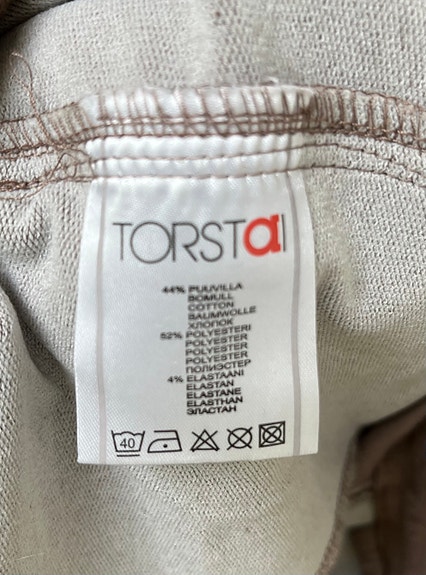 TORSTAI
44% PUUVILLA
BOMULL
COTTON
BAUMWOLLE
ХЛОПОК
52% POLYESTERI
POLYESTER
POLYESTER
POLYESTER
ПОЛИЭСТЕР
4% ELASTAANI
ELASTAN
ELASTANE
ELASTHAN
ЭЛАСТАН
40